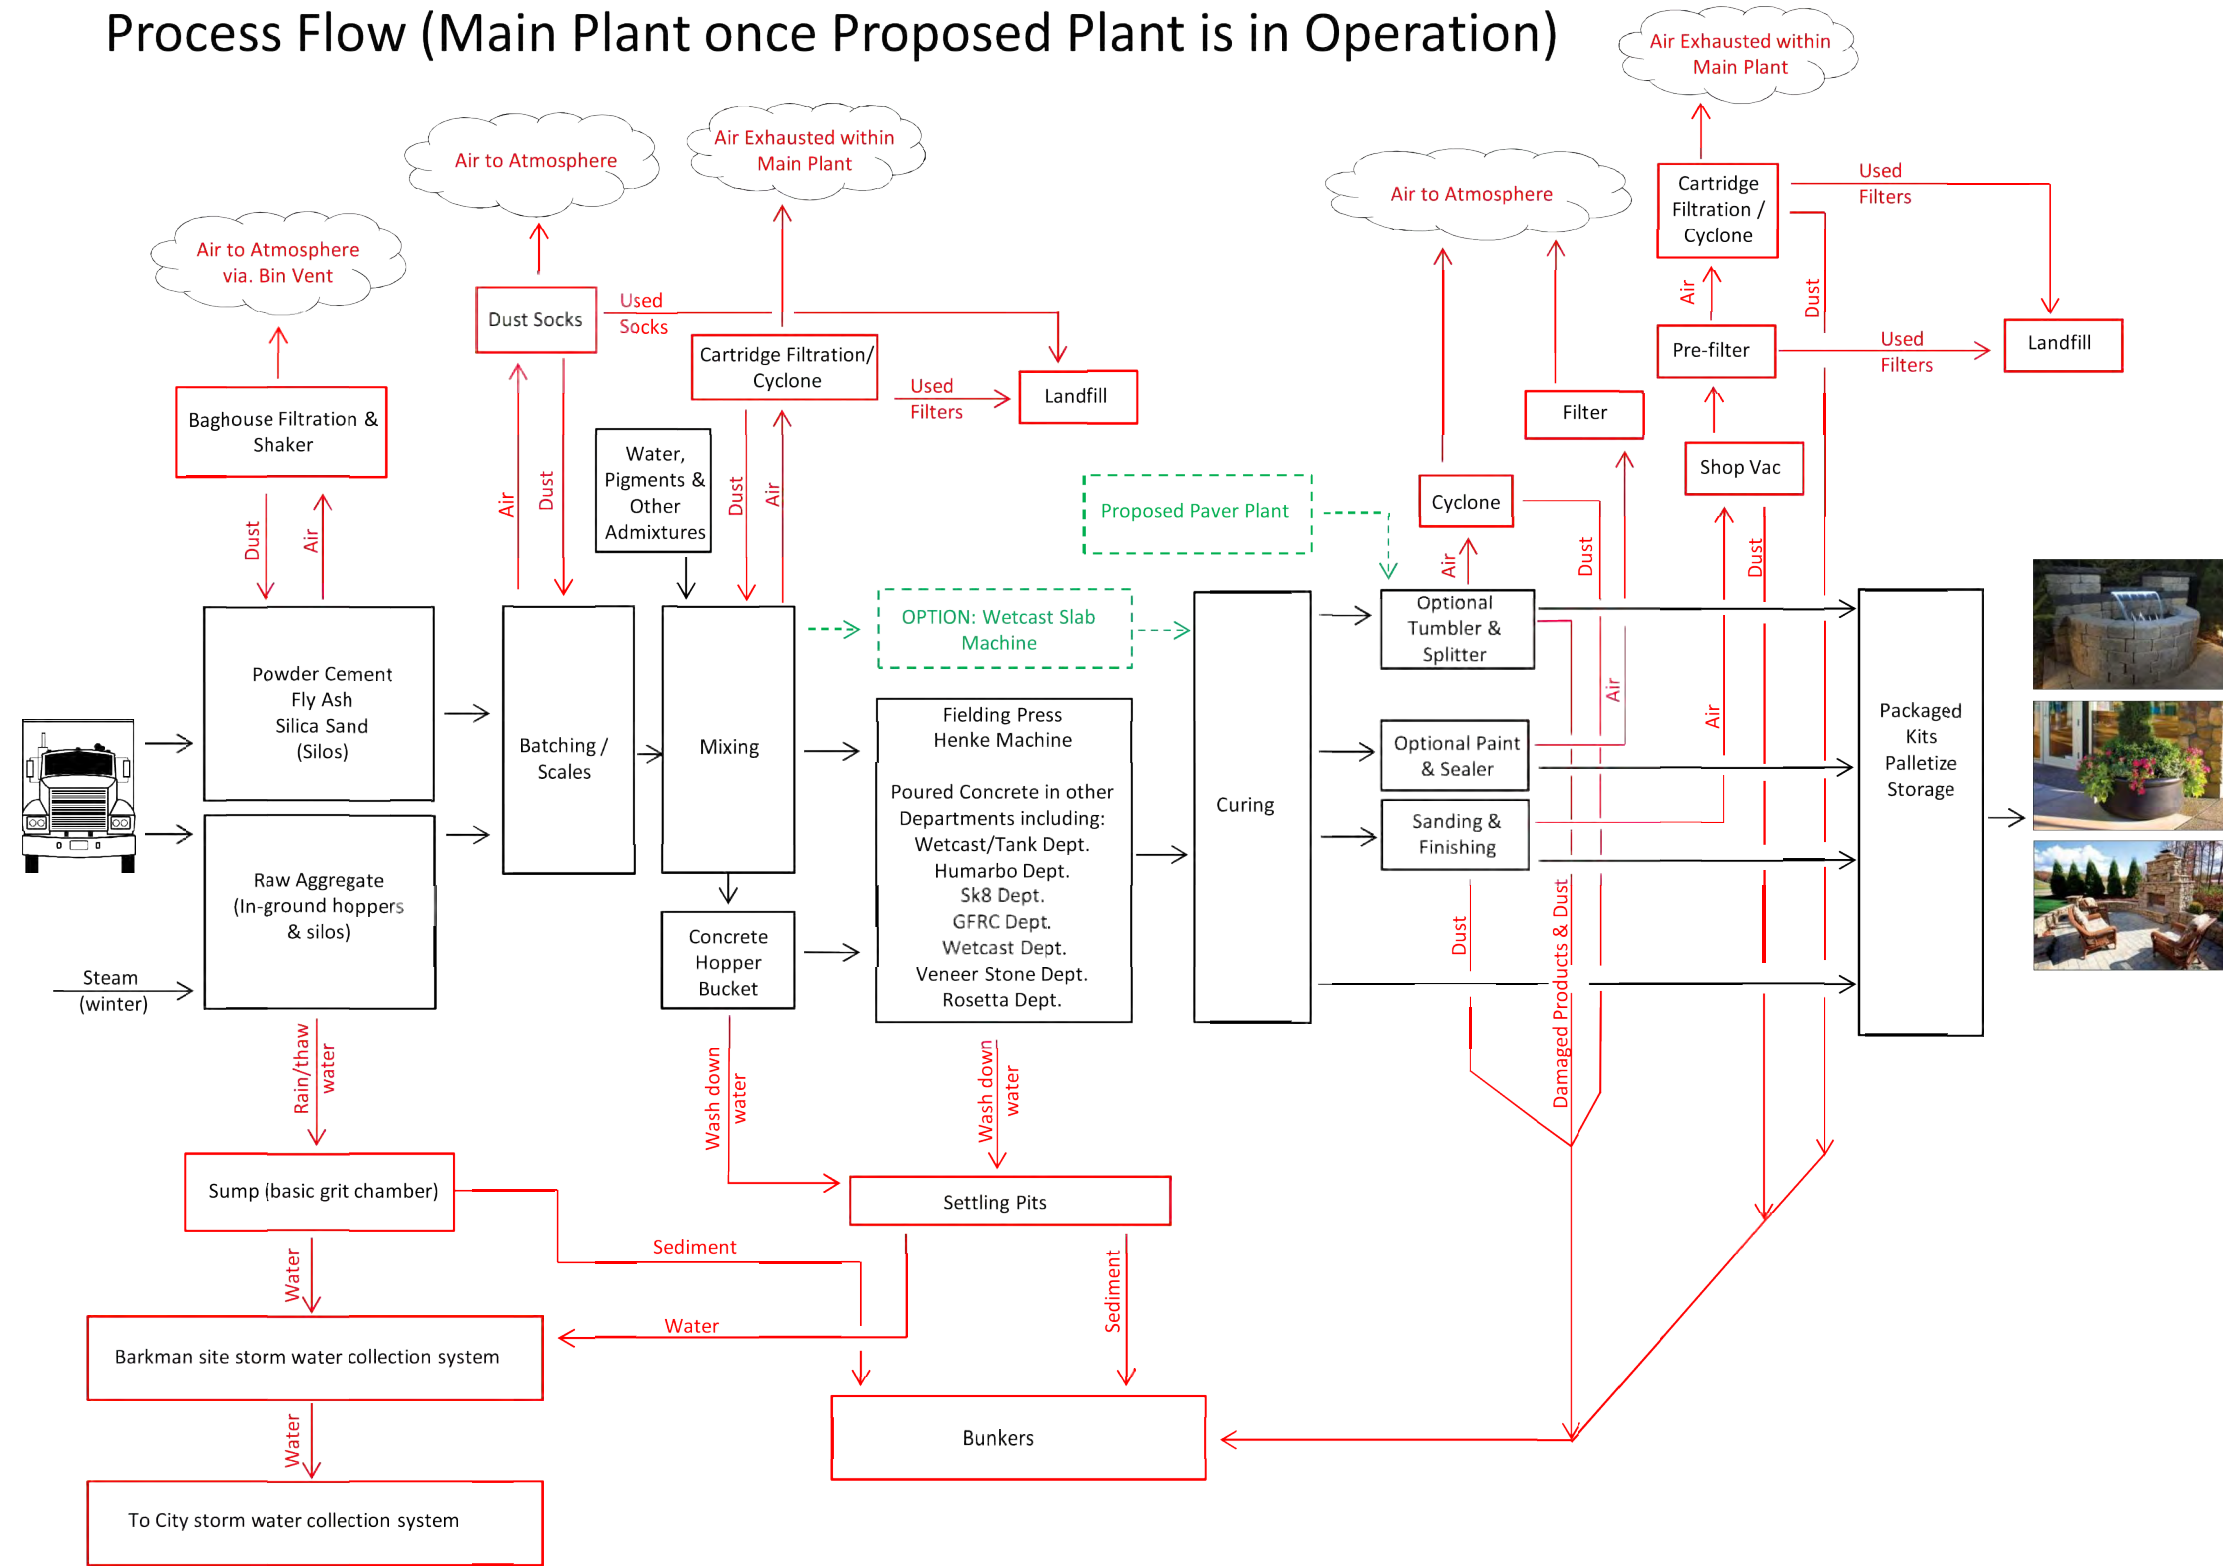 Process Flow (Main Plant once Proposed Plant is in Operation)
Air Exhausted within
Main Plant
Air to Atmosphere
Air Exhausted within
Main Plant
Air to Atmosphere
Air to Atmosphere
via. Bin Vent
Cartridge
Filtration /
Cyclone
Used
Filters
Air
Dust
Dust Socks
Used
Socks
Cartridge Filtration/
Cyclone
Used
Filters
Landfill
Pre-filter
Used
Filters
Landfill
Baghouse Filtration &
Shaker
Filter
Water,
Pigments &
Other
Admixtures
Shop Vac
Cyclone
Proposed Paver Plant
Dust
Air
Air
Dust
Dust
Air
Air
Dust
Dust
Powder Cement
Fly Ash
Silica Sand
(Silos)
Batching /
Scales
Mixing
OPTION: Wetcast Slab
Machine
Fielding Press
Henke Machine
Poured Concrete in other
Departments including:
Wetcast/Tank Dept.
Humarbo Dept.
Sk8 Dept.
GFRC Dept.
Wetcast Dept.
Veneer Stone Dept.
Rosetta Dept.
Curing
Optional
Tumbler &
Splitter
Air
Air
Optional Paint
& Sealer
Sanding &
Finishing
Packaged
Kits
Palletize
Storage
Raw Aggregate
(In-ground hoppers
& silos)
Concrete
Hopper
Bucket
Steam
(winter)
Dust
Damaged Products & Dust
Rain/thaw
water
Wash down
water
Wash down
water
Sump (basic grit chamber)
Settling Pits
Sediment
Water
Water
Sediment
Barkman site storm water collection system
Bunkers
Water
To City storm water collection system